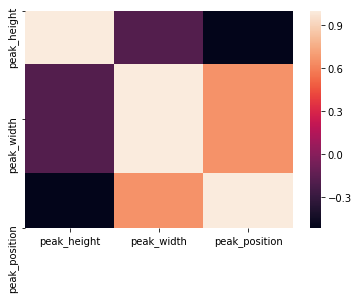 peak_height
peak_width
peak_position
peak_height peak_width peak_position
0.9
0.6
0.3
0.0
−0.3